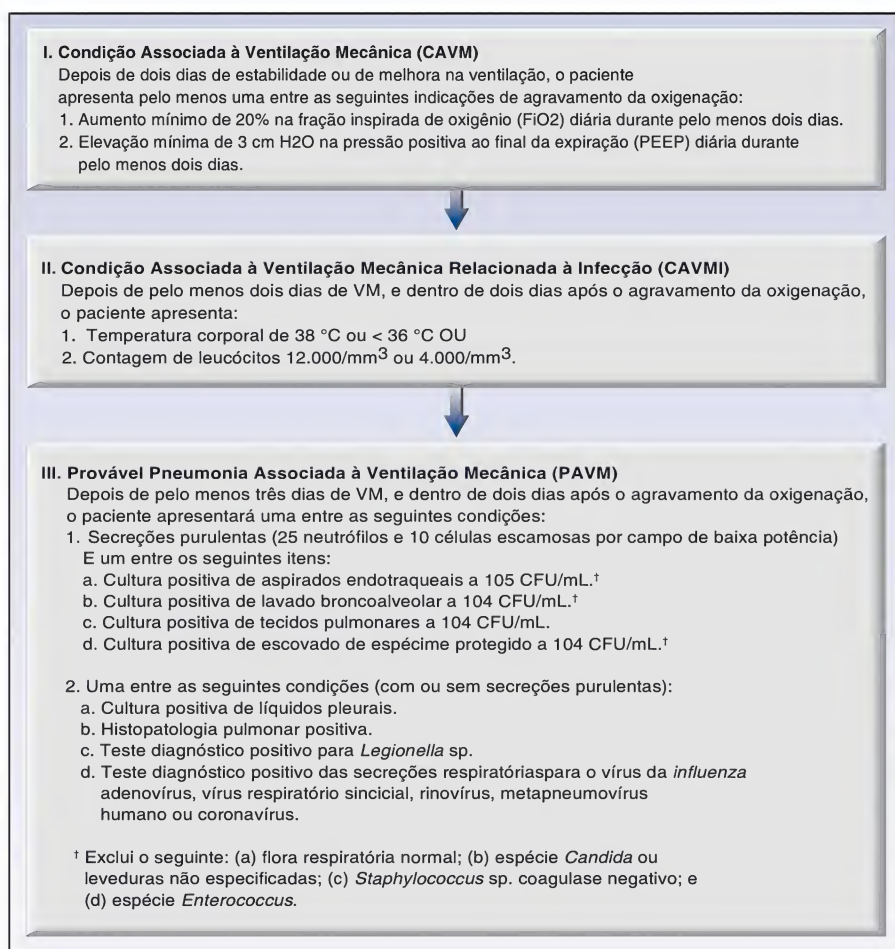 I. Condição Associada à Ventilação Mecânica (CAVM)
Depois de dois dias de estabilidade ou de melhora na ventilação, o paciente
apresenta pelo menos uma entre as seguintes indicações de agravamento da oxigenação:
1. Aumento mínimo de 20% na fração inspirada de oxigênio (FiO2) diária durante pelo menos dois dias.
2. Elevação mínima de 3 cm H2O na pressão positiva ao final da expiração (PEEP) diária durante
pelo menos dois dias.
II. Condição Associada à Ventilação Mecânica Relacionada à Infecção (CAVMI)
Depois de pelo menos dois dias de VM, e dentro de dois dias após o agravamento da oxigenação,
o paciente apresenta:
1. Temperatura corporal de 38 °C ou < 36 °C OU
2. Contagem de leucócitos 12.000/mm³ ou 4.000/mm³.
III. Provável Pneumonia Associada à Ventilação Mecânica (PAVM)
Depois de pelo menos três dias de VM, e dentro de dois dias após o agravamento da oxigenação,
o paciente apresentará uma entre as seguintes condições:
1. Secreções purulentas (25 neutrófilos e 10 células escamosas por campo de baixa potência)
E um entre os seguintes itens:
a. Cultura positiva de aspirados endotraqueais a 105 CFU/mL.†
b. Cultura positiva de lavado broncoalveolar a 104 CFU/mL.†
c. Cultura positiva de tecidos pulmonares a 104 CFU/mL.
d. Cultura positiva de escovado de espécime protegido a 104 CFU/mL.†
2. Uma entre as seguintes condições (com ou sem secreções purulentas):
a. Cultura positiva de líquidos pleurais.
b. Histopatologia pulmonar positiva.
c. Teste diagnóstico positivo para Legionella sp.
d. Teste diagnóstico positivo das secreções respiratóriaspara o vírus da influenza
adenovírus, vírus respiratório sincicial, rinovírus, metapneumovírus
humano ou coronavírus.
† Exclui o seguinte: (a) flora respiratória normal; (b) espécie Candida ou
leveduras não especificadas; (c) Staphylococcus sp. coagulase negativo; e
(d) espécie Enterococcus.